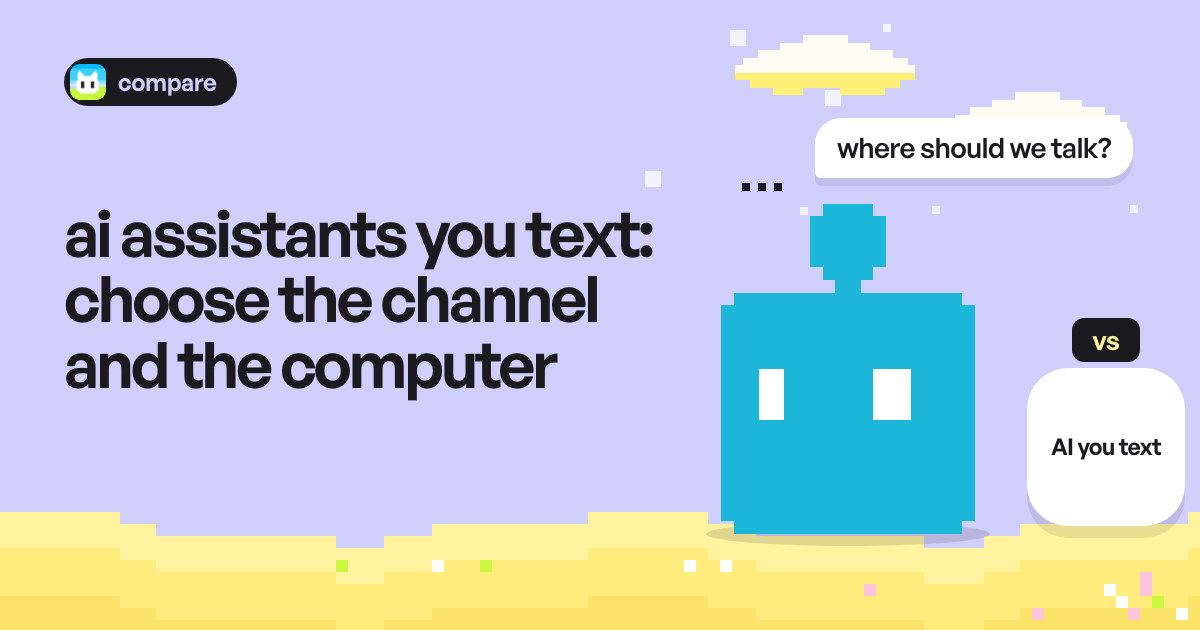 compare
where should we talk?
ai assistants you text:
choose the channel
and the computer
vs
AI you text